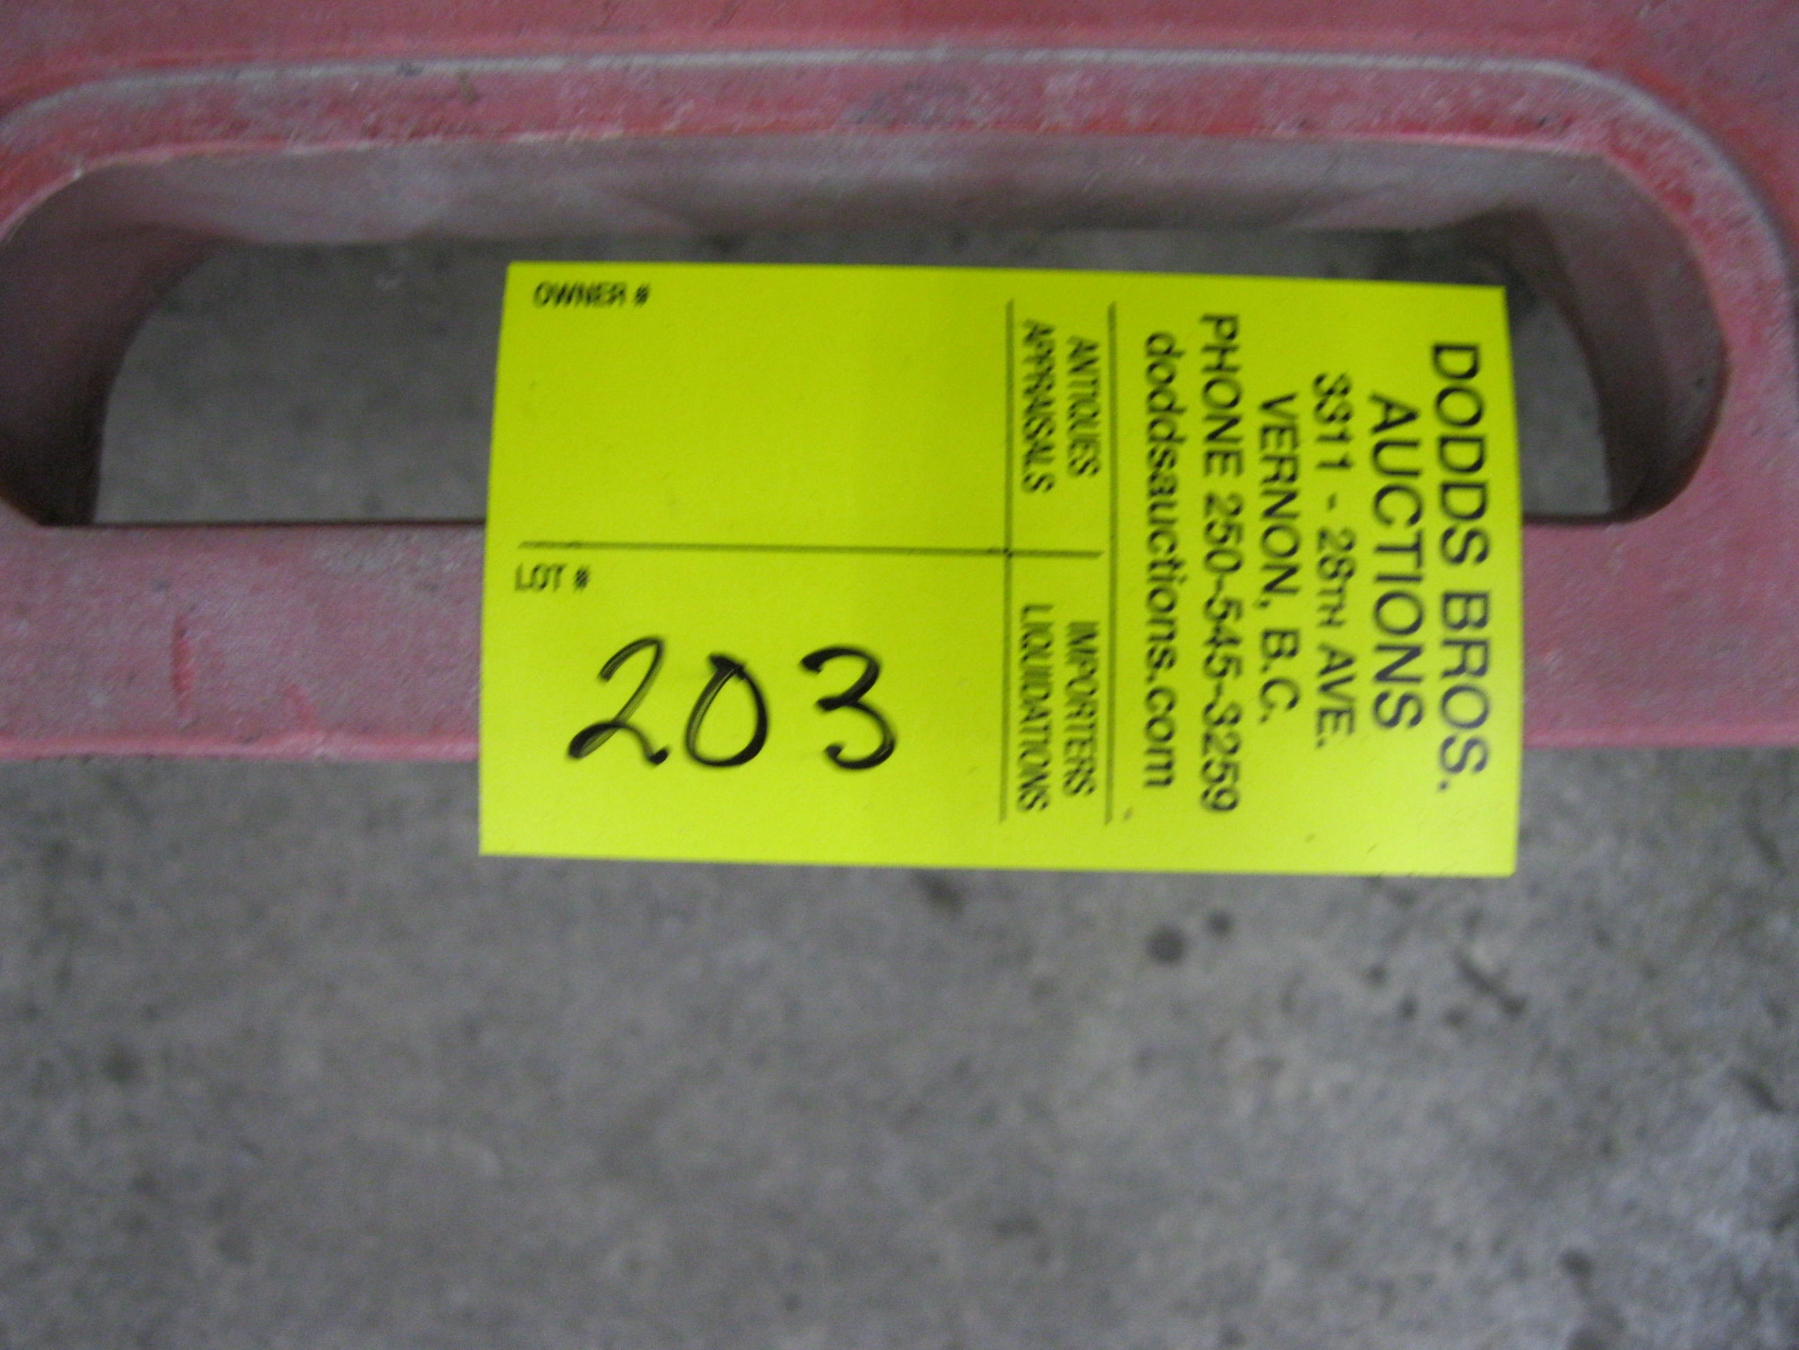 DODDS BROS.
AUCTIONS
3311 - 28TH AVE.
VERNON, B.C.
PHONE 250-545-3259
doddsauctions.com
ANTIQUES IMPORTERS
APPRAISALS LIQUIDATIONS
OWNER #
LOT #
203